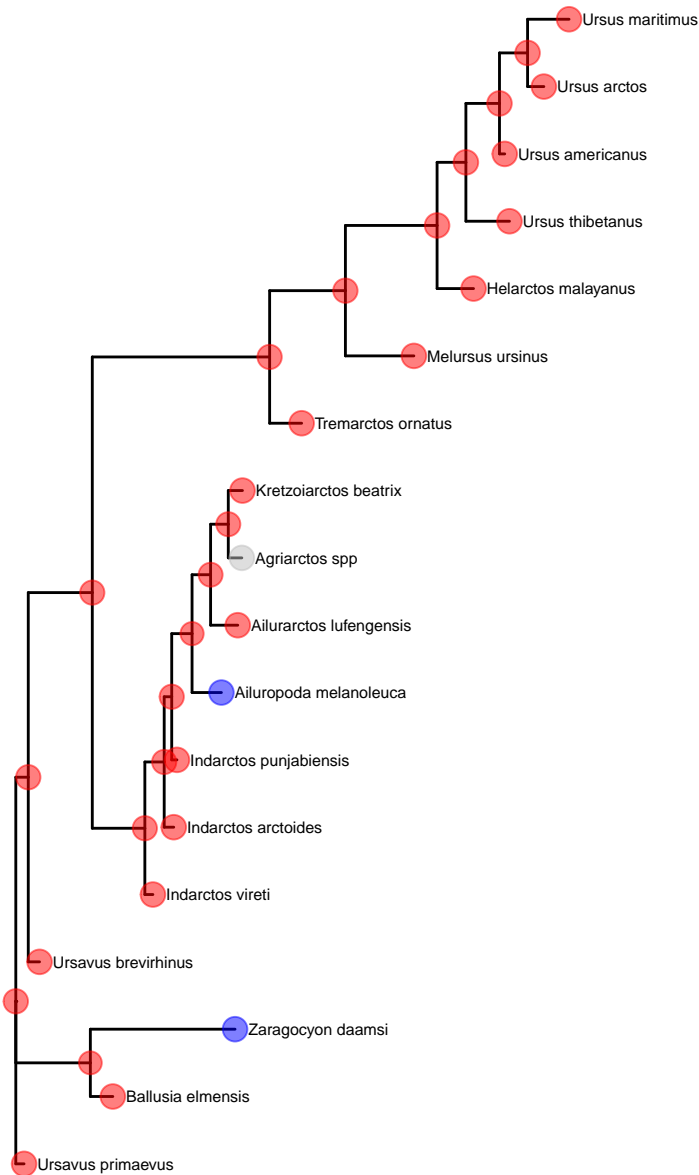 Ursus maritimus
Ursus arctos
Ursus americanus
Ursus thibetanus
Helarctos malayanus
Melursus ursinus
Tremarctos ornatus
Kretzoiarctos beatrix
Agriarctos spp
Ailurarctos lufengensis
Ailuropoda melanoleuca
Indarctos punjabiensis
Indarctos arctoides
Indarctos vireti
Ursavus brevirhinus
Zaragocyon daamsi
Ballusia elmensis
Ursavus primaevus